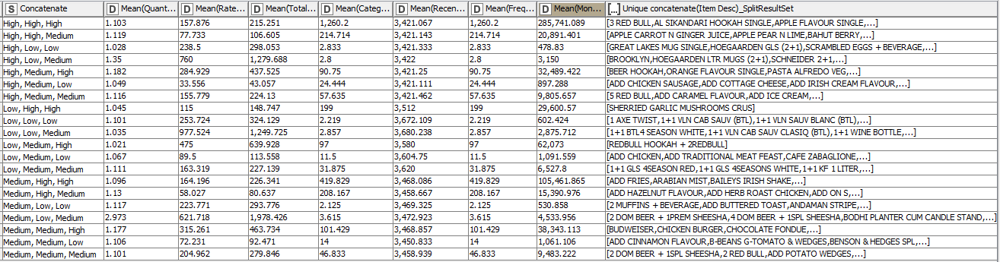 S Concatenate D Mean(Quant... D Mean(Rate... D Mean(Total... D Mean(Categ... D Mean(Recen... D Mean(Freq... D Mean(Mon... [...] Unique concatenate(Item Desc)_SplitResultSet
High, High, High 1.103 157.876 215.251 1,260.2 3,421.067 1,260.2 285,741.089 [3 RED BULL,AL SIKANDARI HOOKAH SINGLE,APPLE FLAVOUR SINGLE,...]
High, High, Medium 1.119 77.733 106.605 214.714 3,421.143 214.714 20,891.401 [APPLE CARROT N GINGER JUICE,APPLE PEAR N LIME,BAHUT BERRY,...]
High, Low, Low 1.028 238.5 298.053 2.833 3,421.333 2.833 478.83 [GREAT LAKES MUG SINGLE,HOEGAARDEN GLS (2+1),SCRAMBLED EGGS + BEVERAGE,...]
High, Low, Medium 1.35 760 1,279.688 2.8 3,422 2.8 3,150 [BROOKLYN,HOEGAARDEN LTR MUGS (2+1),SCHNEIDER 2+1,...]
High, Medium, High 1.182 284.929 437.525 90.75 3,421.25 90.75 32,489.422 [BEER HOOKAH,ORANGE FLAVOUR SINGLE,PASTA ALFREDO VEG,...]
High, Medium, Low 1.049 33.556 43.057 24.444 3,421.111 24.444 897.288 [ADD CHICKEN SAUSAGE,ADD COTTAGE CHEESE,ADD IRISH CREAM FLAVOUR,...]
High, Medium, Medium 1.116 155.779 224.13 57.635 3,421.462 57.635 9,805.657 [5 RED BULL,ADD CARAMEL FLAVOUR,ADD ICE CREAM,...]
Low, High, High 1.045 115 148.747 199 3,512 199 29,600.57 [SHERRIED GARLIC MUSHROOMS CRUS]
Low, Low, Low 1.101 253.724 324.129 2.219 3,672.109 2.219 602.424 [1 AXE TWIST,1+1 VLN CAB SAUV (BTL),1+1 VLN SAUV BLANC (BTL),...]
Low, Low, Medium 1.035 977.524 1,249.725 2.857 3,680.238 2.857 2,875.712 [1+1 BTL4 SEASON WHITE,1+1 VLN CAB SAUV CLASIQ (BTL),1+1 WINE BOTTLE,...]
Low, Medium, High 1.021 475 639.928 97 3,580 97 62,073 [REDBULL HOOKAH + 2REDBULL]
Low, Medium, Low 1.067 89.5 113.558 11.5 3,604.75 11.5 1,091.559 [ADD CHICKEN,ADD TRADITIONAL MEAT FEAST,CAFE ZABAGLIONE,...]
Low, Medium, Medium 1.111 163.319 227.139 31.875 3,620 31.875 6,527.8 [1+1 GLS 4SEASON RED,1+1 GLS 4SEASONS WHITE,1+1 KF 1 LITER,...]
Medium, High, High 1.096 164.196 226.341 419.829 3,468.086 419.829 105,461.865 [ADD FRIES,ARABIAN MIST,BAILEYS IRISH SHAKE,...]
Medium, High, Medium 1.13 58.027 80.637 208.167 3,458.667 208.167 15,390.976 [ADD HAZELNUT FLAVOUR,ADD HERB ROAST CHICKEN,ADD ON S,...]
Medium, Low, Low 1.117 223.771 293.776 2.125 3,469.325 2.125 530.858 [2 MUFFINS + BEVERAGE,ADD BUTTERED TOAST,ANDAMAN STRIPE,...]
Medium, Low, Medium 2.973 621.718 1,978.426 3.615 3,472.923 3.615 4,533.956 [2 DOM BEER + 1PREM SHEESHA,4 DOM BEER + 1SPL SHEESHA,BODHI PLANTER CUM CANDLE STAND,...]
Medium, Medium, High 1.177 315.261 463.734 101.429 3,468.857 101.429 38,343.113 [BUDWEISER,CHICKEN BURGER,CHOCOLATE FONDUE,...]
Medium, Medium, Low 1.106 72.231 92.471 14 3,450.833 14 1,061.106 [ADD CINNAMON FLAVOUR,B-BEANS G-TOMATO & WEDGES,BENSON & HEDGES SPL,...]
Medium, Medium, Medium 1.101 204.962 279.846 46.833 3,458.939 46.833 9,483.222 [2 DOM BEER + 1SPL SHEESHA,2 RED BULL,ADD POTATO WEDGES,...]